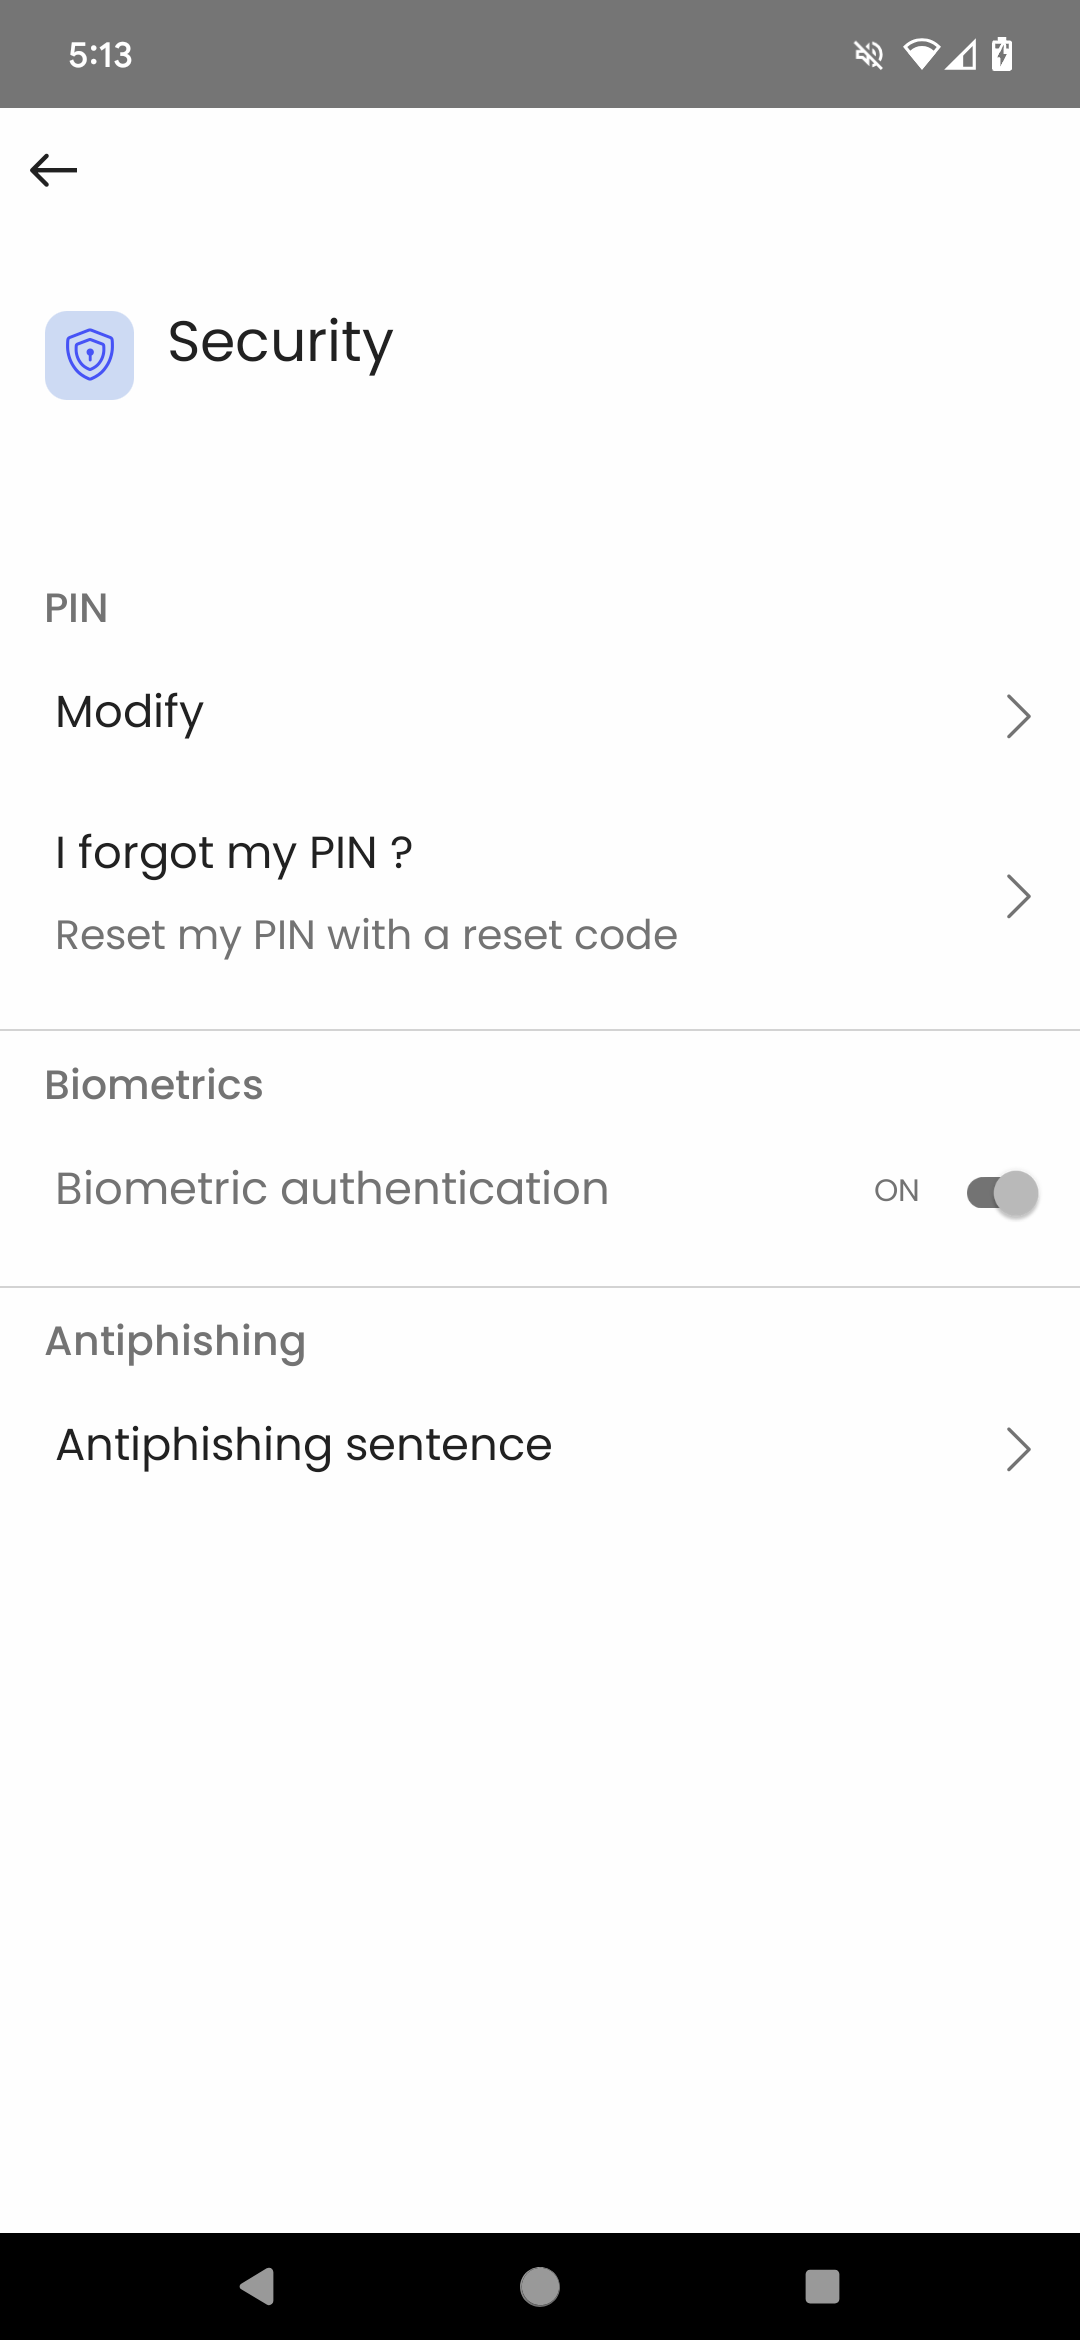 5:13
Security
PIN
Modify
I forgot my PIN ?
Reset my PIN with a reset code
Biometrics
Biometric authentication ON
Antiphishing
Antiphishing sentence